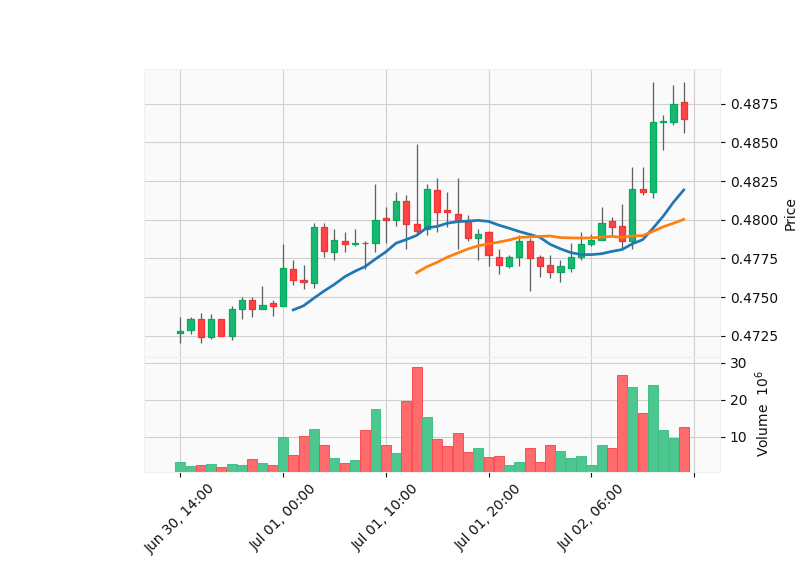 0.4875
0.4850
0.4825
0.4800
0.4775
0.4750
0.4725
Price
30
20
10
Volume 10^6
Jun 30, 14:00
Jul 01, 00:00
Jul 01, 10:00
Jul 01, 20:00
Jul 02, 06:00